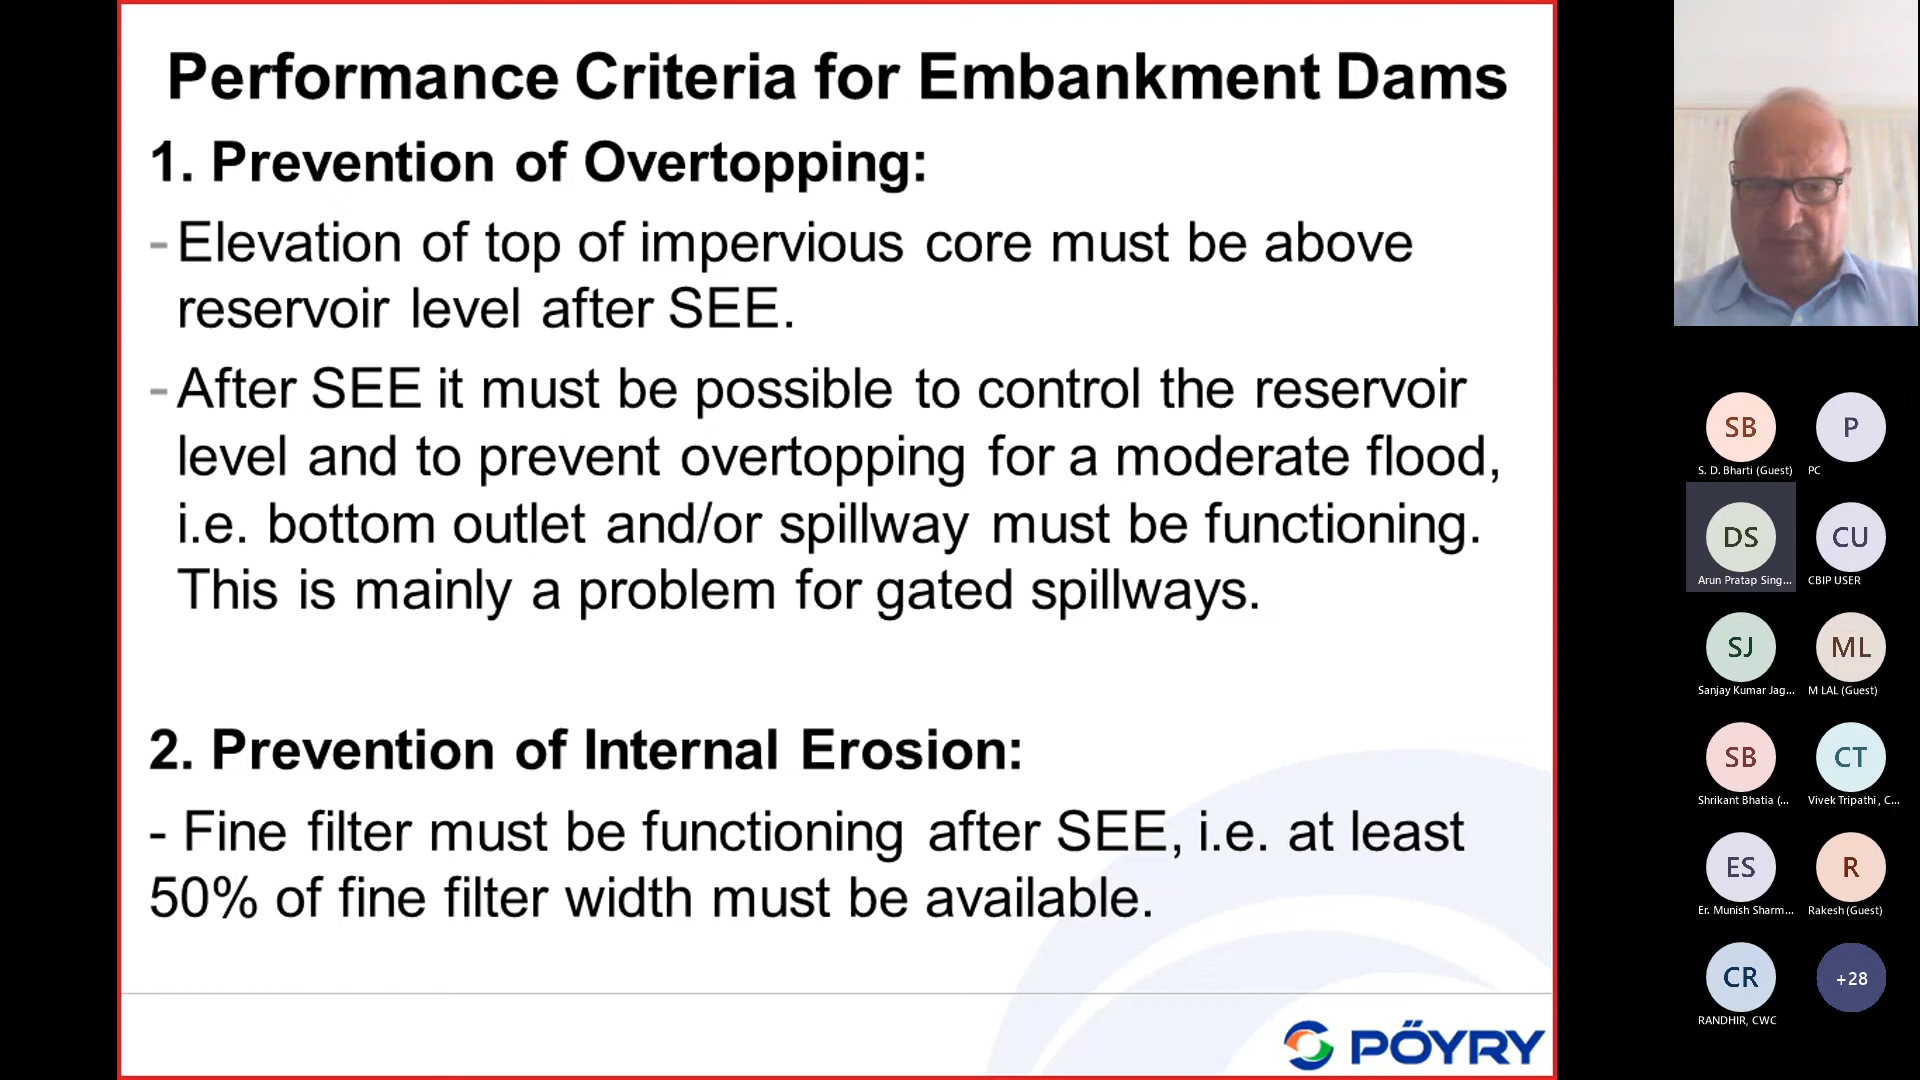 Performance Criteria for Embankment Dams
1. Prevention of Overtopping:
- Elevation of top of impervious core must be above
reservoir level after SEE.
- After SEE it must be possible to control the reservoir
level and to prevent overtopping for a moderate flood,
i.e. bottom outlet and/or spillway must be functioning.
This is mainly a problem for gated spillways.
2. Prevention of Internal Erosion:
- Fine filter must be functioning after SEE, i.e. at least
50% of fine filter width must be available.
PÖYRY
SB
P
S. D. Bharti (Guest)
PC
DS
CU
Arun Pratap Sing...
CBIP USER
SJ
ML
Sanjay Kumar Jag...
M LAL (Guest)
SB
CT
Shrikant Bhatia (...
Vivek Tripathi , C...
ES
R
Er. Munish Sharm...
Rakesh (Guest)
CR
+28
RANDHIR, CWC